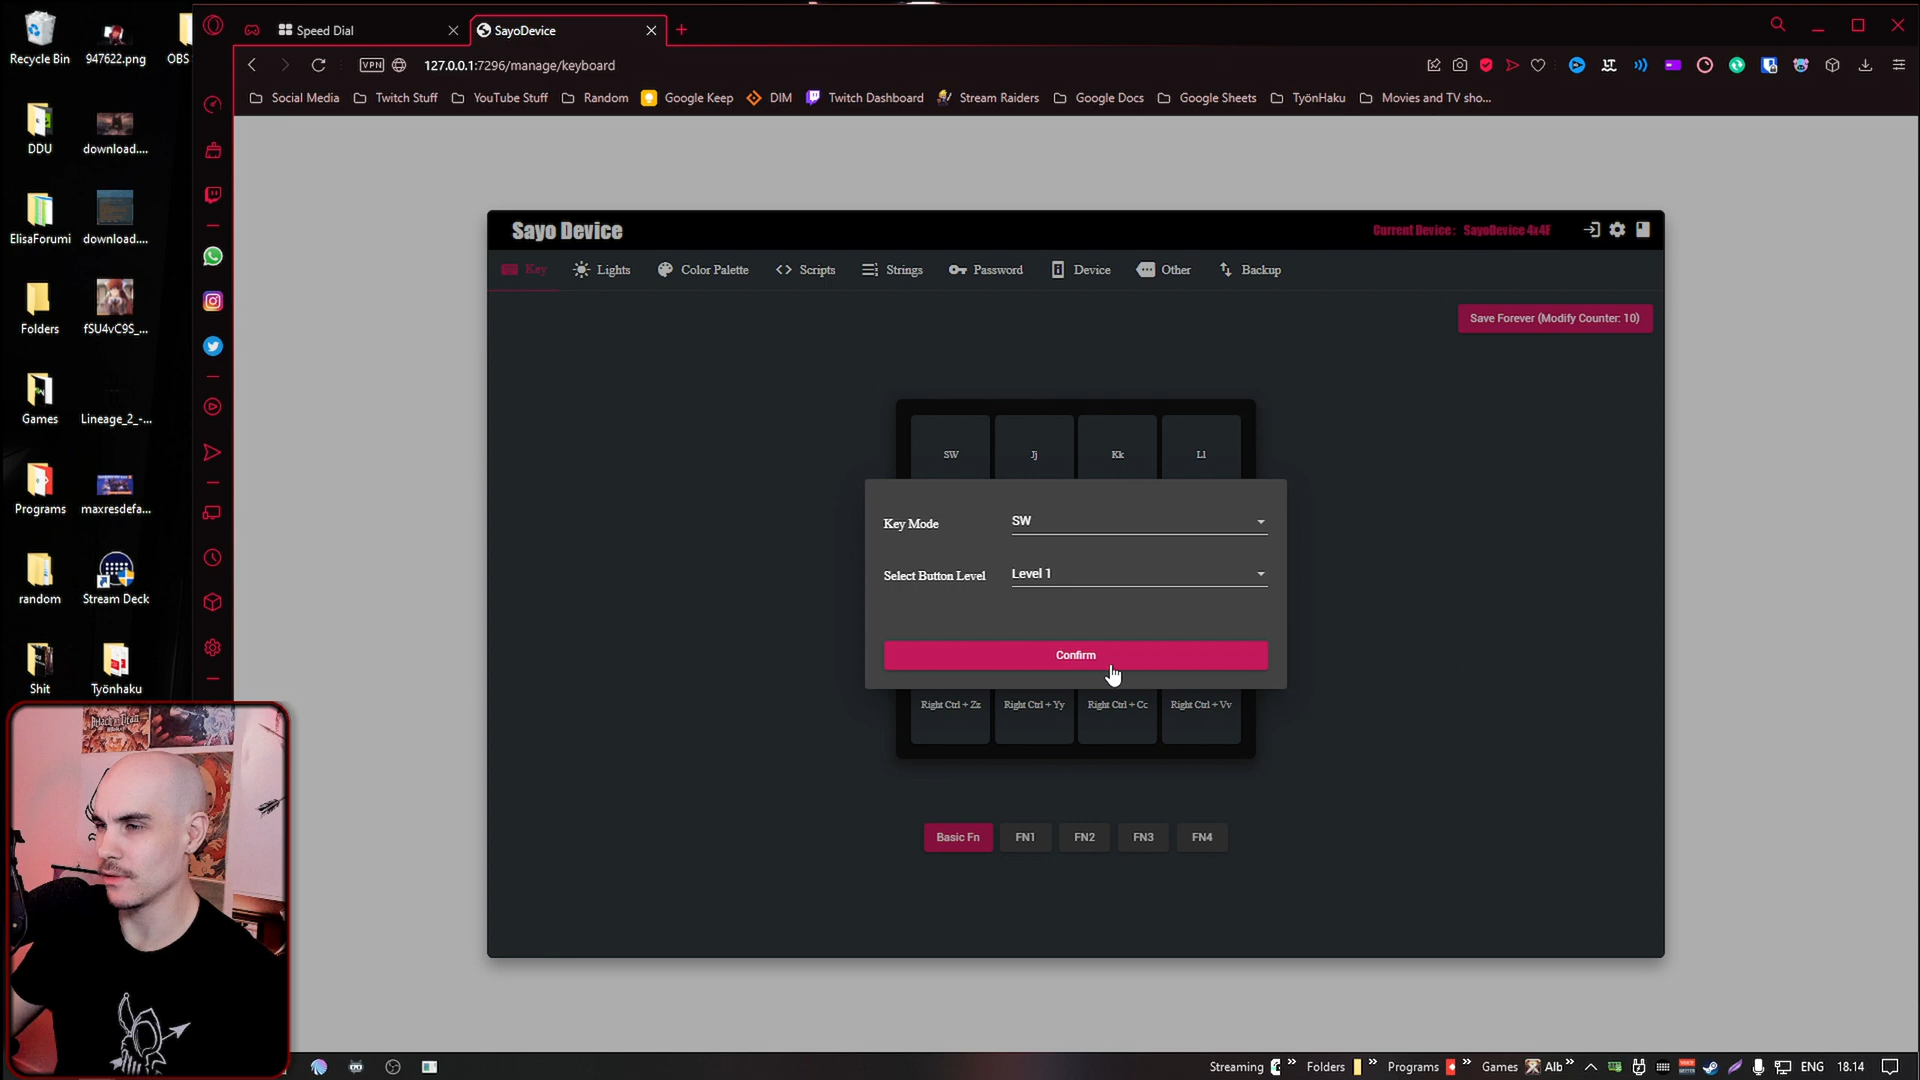 Recycle Bin
947622.png
OBS
DDU
download....
ElisaForumi
download....
Folders
fSU4vC9S_...
Games
Lineage_2_-...
Programs
maxresdefa...
random
Stream Deck
Shit
Työnhaku
Speed Dial
SayoDevice
VPN
127.0.0.1:7296/manage/keyboard
Social Media
Twitch Stuff
YouTube Stuff
Random
Google Keep
DIM
Twitch Dashboard
Stream Raiders
Google Docs
Google Sheets
TyönHaku
Movies and TV sho...
Sayo Device
Current Device: SayoDevice 4x4F
Key
Lights
Color Palette
Scripts
Strings
Password
Device
Other
Backup
Save Forever (Modify Counter: 10)
SW
Jj
Kk
Ll
Key Mode
SW
Select Button Level
Level 1
Confirm
Right Ctrl + Zz
Right Ctrl + Yy
Right Ctrl + Cc
Right Ctrl + Vv
Basic Fn
FN1
FN2
FN3
FN4
Streaming
Folders
Programs
Games
Alb
ENG
18.14